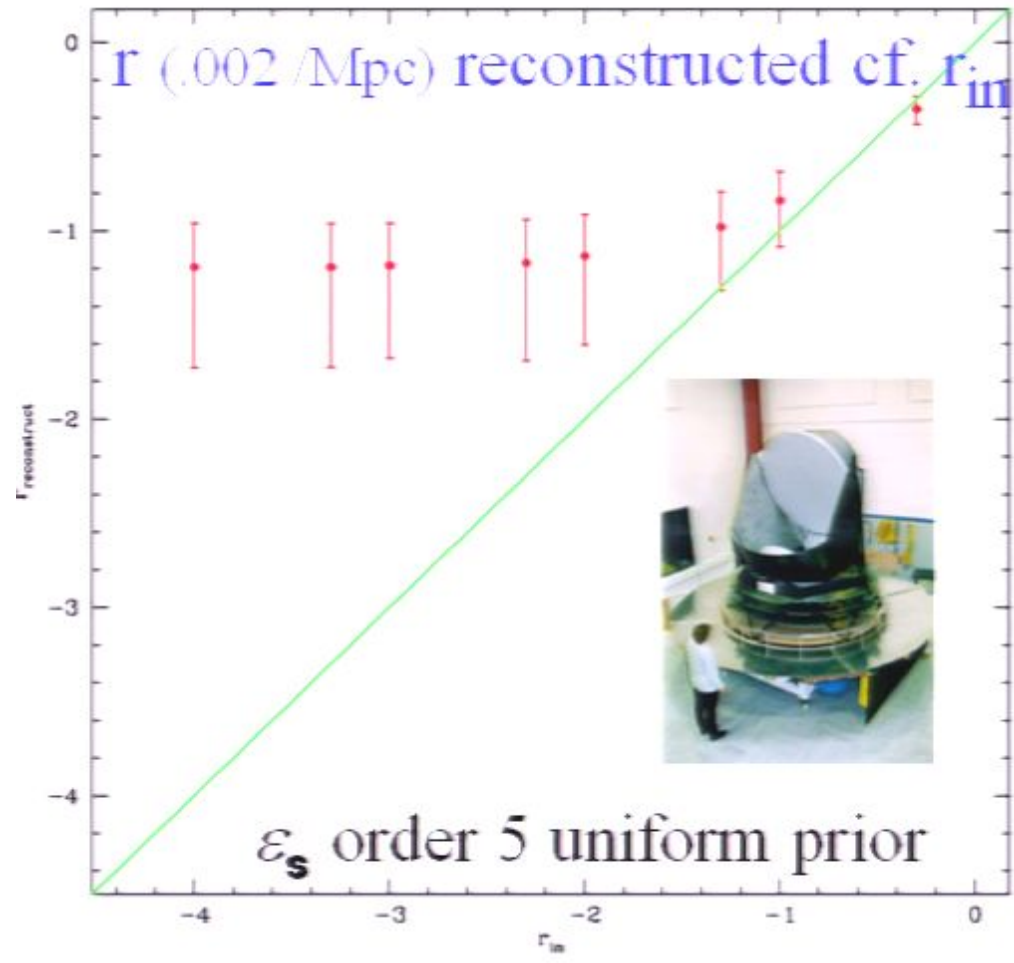 r (.002 /Mpc) reconstructed cf. r_in
0
−1
−2
−3
−4
r_reconstruct
ε_s order 5 uniform prior
−4 −3 −2 −1 0
r_in